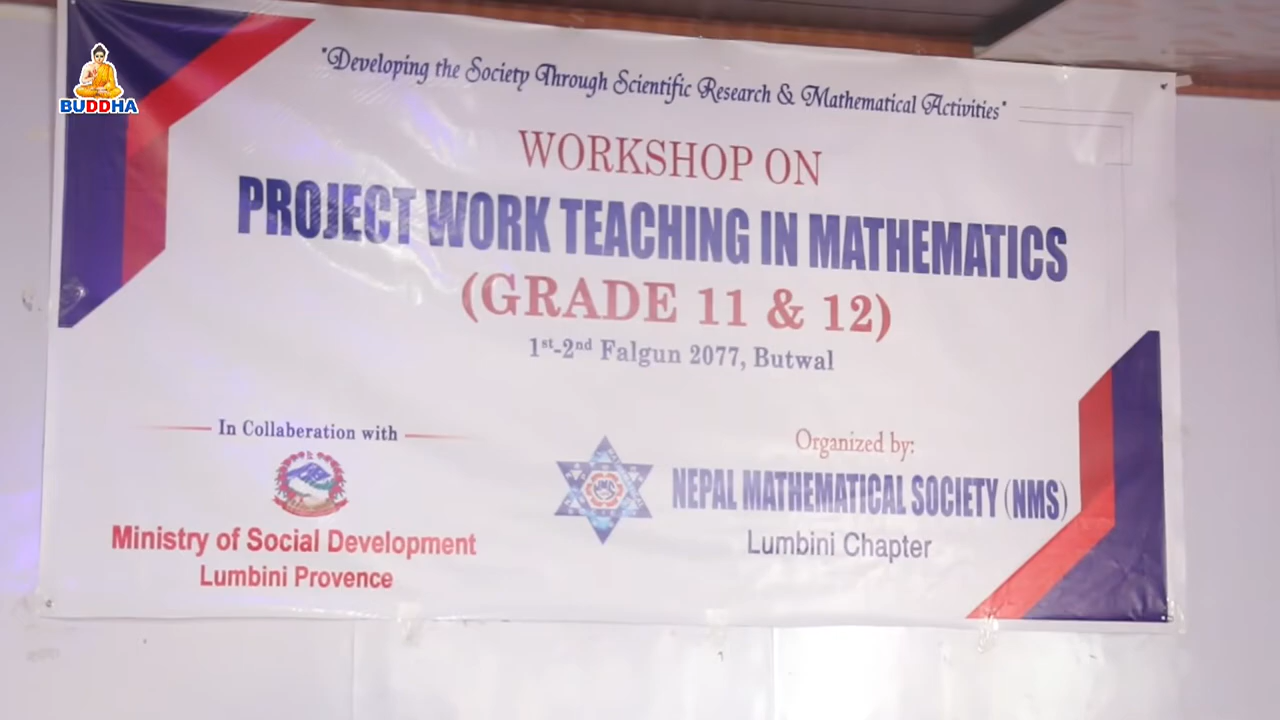 BUDDHA
"Developing the Society Through Scientific Research & Mathematical Activities"
WORKSHOP ON
PROJECT WORK TEACHING IN MATHEMATICS
(GRADE 11 & 12)
1st-2nd Falgun 2077, Butwal
In Collaberation with
Ministry of Social Development
Lumbini Provence
Organized by:
NEPAL MATHEMATICAL SOCIETY (NMS)
Lumbini Chapter